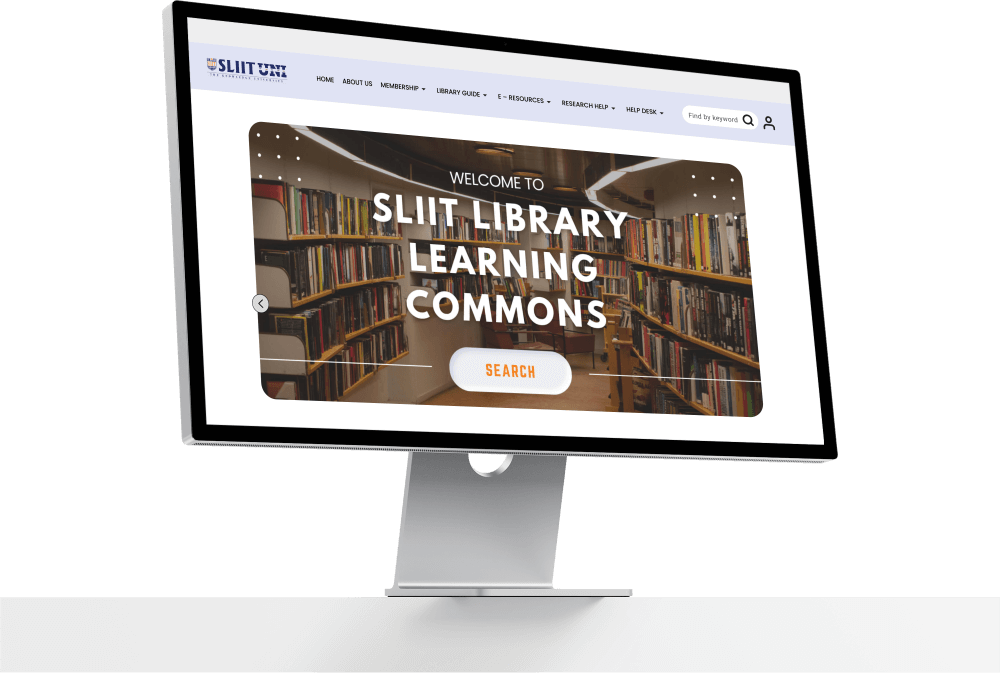 SLIIT UNI
THE KNOWLEDGE UNIVERSITY
HOME ABOUT US MEMBERSHIP LIBRARY GUIDE E – RESOURCES RESEARCH HELP HELP DESK Find by keyword
WELCOME TO
SLIIT LIBRARY
LEARNING
COMMONS
SEARCH